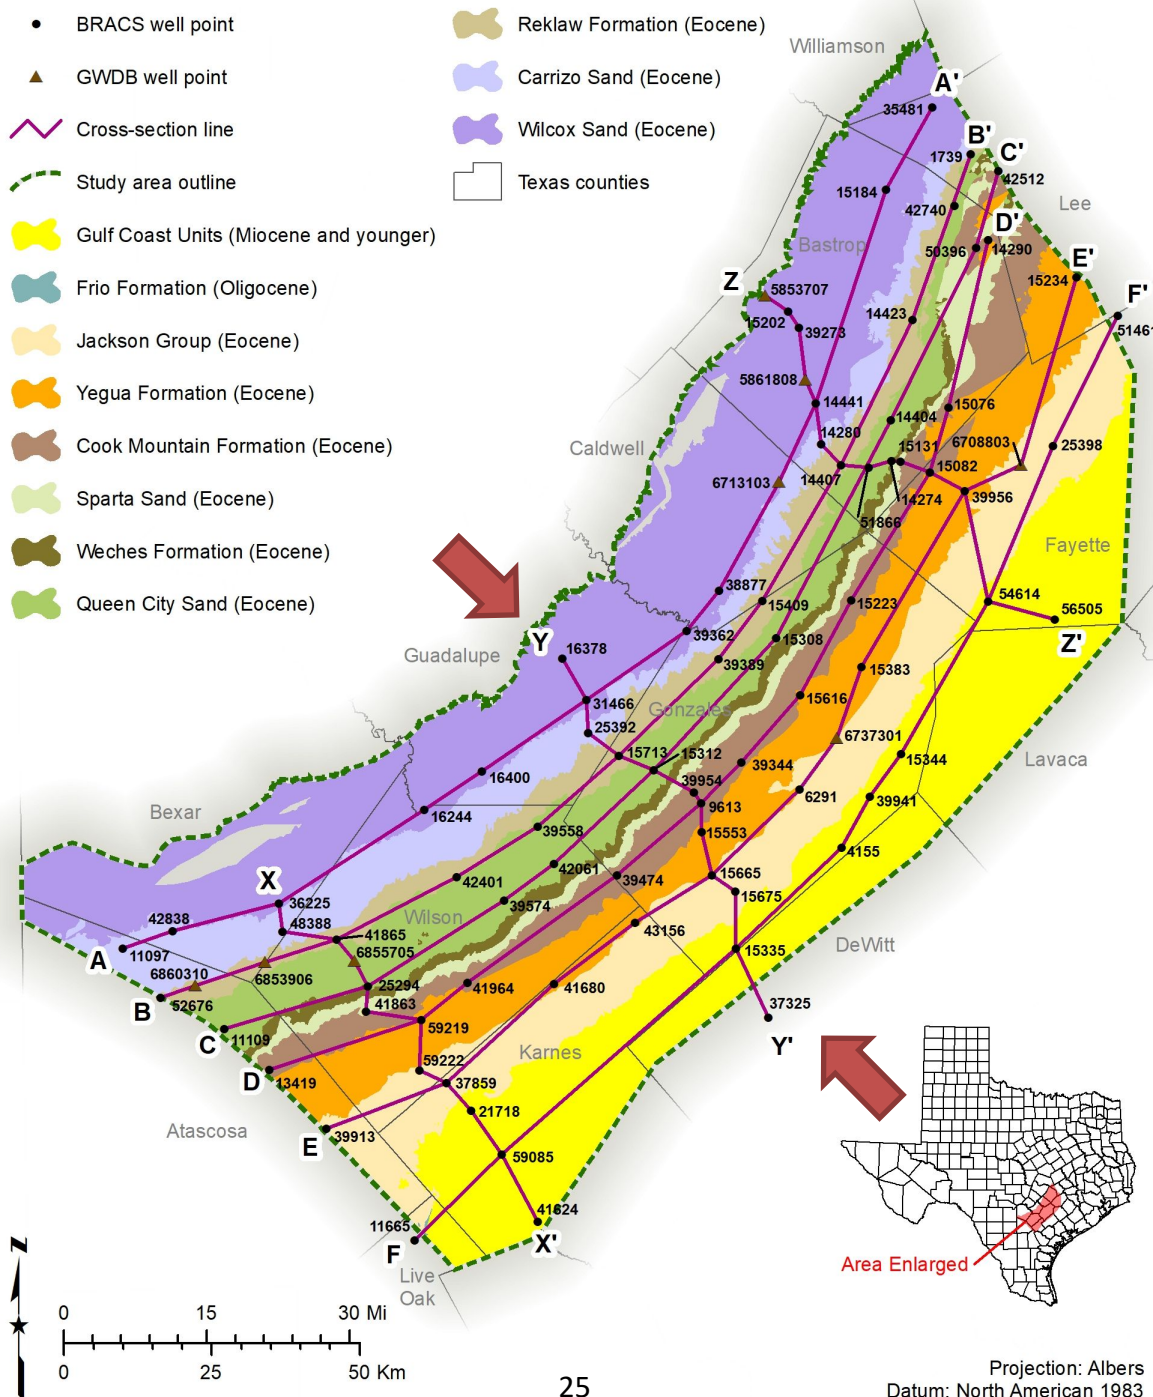 BRACS well point
GWDB well point
Cross-section line
Study area outline
Gulf Coast Units (Miocene and younger)
Frio Formation (Oligocene)
Jackson Group (Eocene)
Yegua Formation (Eocene)
Cook Mountain Formation (Eocene)
Sparta Sand (Eocene)
Weches Formation (Eocene)
Queen City Sand (Eocene)
Reklaw Formation (Eocene)
Carrizo Sand (Eocene)
Wilcox Sand (Eocene)
Texas counties
Williamson
A'
35481
B'
1739
C'
42512
15184
42740
Lee
D'
Bastrop
50396
14290
E'
Z
5853707
15234
F'
15202
39273
14423
51461
5861808
14441
14404
15076
14280
15131
6708803
25398
Caldwell
6713103
14407
15082
14274
39956
51866
Fayette
38877
15409
15223
54614
56505
Y
39362
15308
Z'
16378
Guadalupe
39389
15383
31466
15616
Gonzales
25392
6737301
15713
15312
15344
Lavaca
16400
39954
39344
Bexar
16244
9613
6291
39941
39558
15553
4155
42061
X
42401
39474
15665
36225
15675
42838
48388
Wilson
39574
41865
43156
DeWitt
A
11097
6855705
15335
6860310
6853906
25294
41964
41680
B
52676
41863
37325
C
11109
59219
Y'
59222
Karnes
D
13419
37859
21718
Atascosa
E
39913
59085
11665
41624
F
X'
Live
Oak
Area Enlarged
N
0
15
30 Mi
0
25
50 Km
25
Projection: Albers
Datum: North American 1983